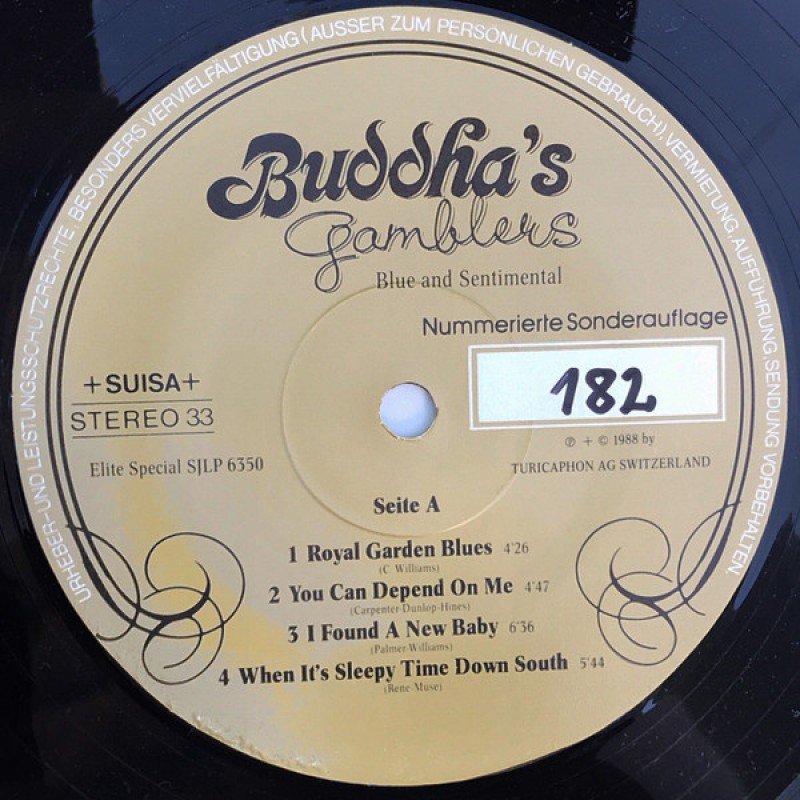 URHEBER- UND LEISTUNGSSCHUTZRECHTE, BESONDERS VERVIELFÄLTIGUNG (AUSSER ZUM PERSÖNLICHEN GEBRAUCH), VERMIETUNG, AUFFÜHRUNG, SENDUNG VORBEHALTEN.
Buddha's
Gamblers
Blue and Sentimental
Nummerierte Sonderauflage
182
+SUISA+
STEREO 33
Elite Special SJLP 6350
℗ + © 1988 by
TURICAPHON AG SWITZERLAND
Seite A
1 Royal Garden Blues 4'26
(C. Williams)
2 You Can Depend On Me 4'47
(Carpenter-Dunlop-Hines)
3 I Found A New Baby 6'36
(Palmer-Williams)
4 When It's Sleepy Time Down South 5'44
(Rene-Muse)